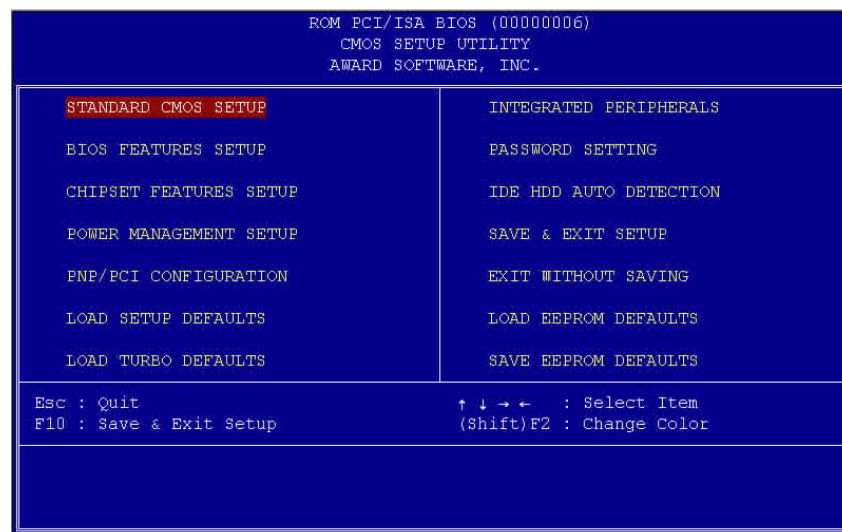 ROM PCI/ISA BIOS (00000006)
CMOS SETUP UTILITY
AWARD SOFTWARE, INC.
STANDARD CMOS SETUP
BIOS FEATURES SETUP
CHIPSET FEATURES SETUP
POWER MANAGEMENT SETUP
PNP/PCI CONFIGURATION
LOAD SETUP DEFAULTS
LOAD TURBO DEFAULTS
INTEGRATED PERIPHERALS
PASSWORD SETTING
IDE HDD AUTO DETECTION
SAVE & EXIT SETUP
EXIT WITHOUT SAVING
LOAD EEPROM DEFAULTS
SAVE EEPROM DEFAULTS
Esc : Quit
F10 : Save & Exit Setup
↑ ↓ → ← : Select Item
(Shift)F2 : Change Color